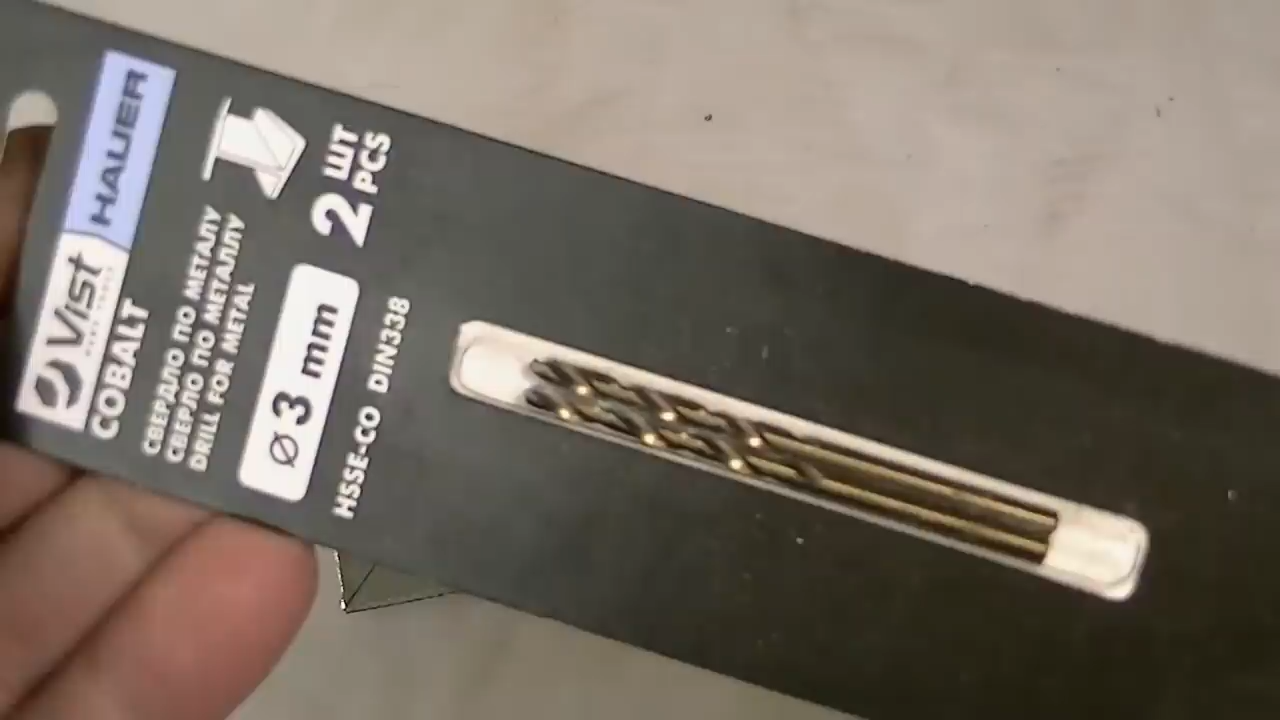 Vist HAUER
COBALT
СВЕРДЛО ПО МЕТАЛУ
СВЕРЛО ПО МЕТАЛЛУ
DRILL FOR METAL
Ø3 mm
2 ШТ
PCS
HSSE-CO DIN338